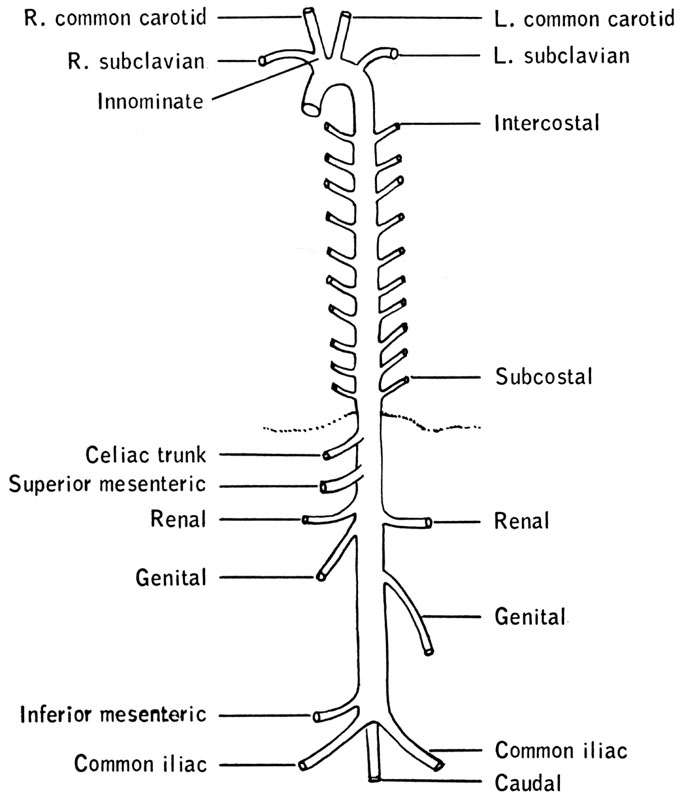 R. common carotid
L. common carotid
R. subclavian
L. subclavian
Innominate
Intercostal
Subcostal
Celiac trunk
Superior mesenteric
Renal
Renal
Genital
Genital
Inferior mesenteric
Common iliac
Common iliac
Caudal